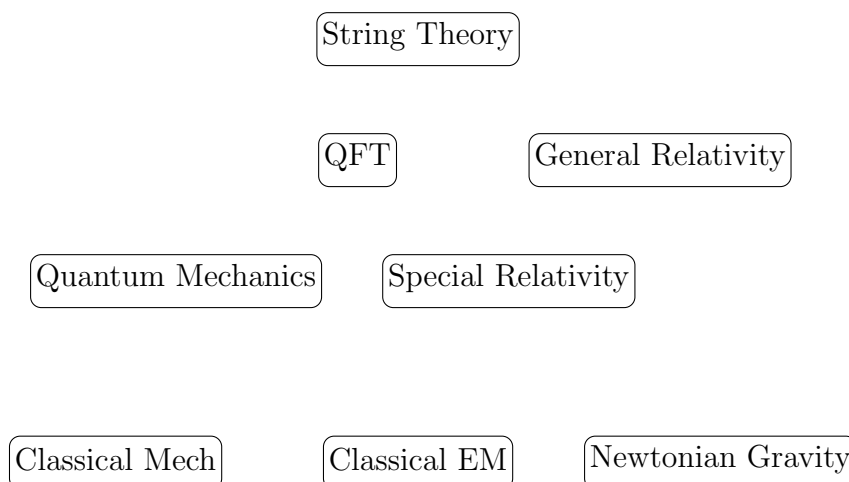 String Theory
QFT
General Relativity
Quantum Mechanics
Special Relativity
Classical Mech
Classical EM
Newtonian Gravity